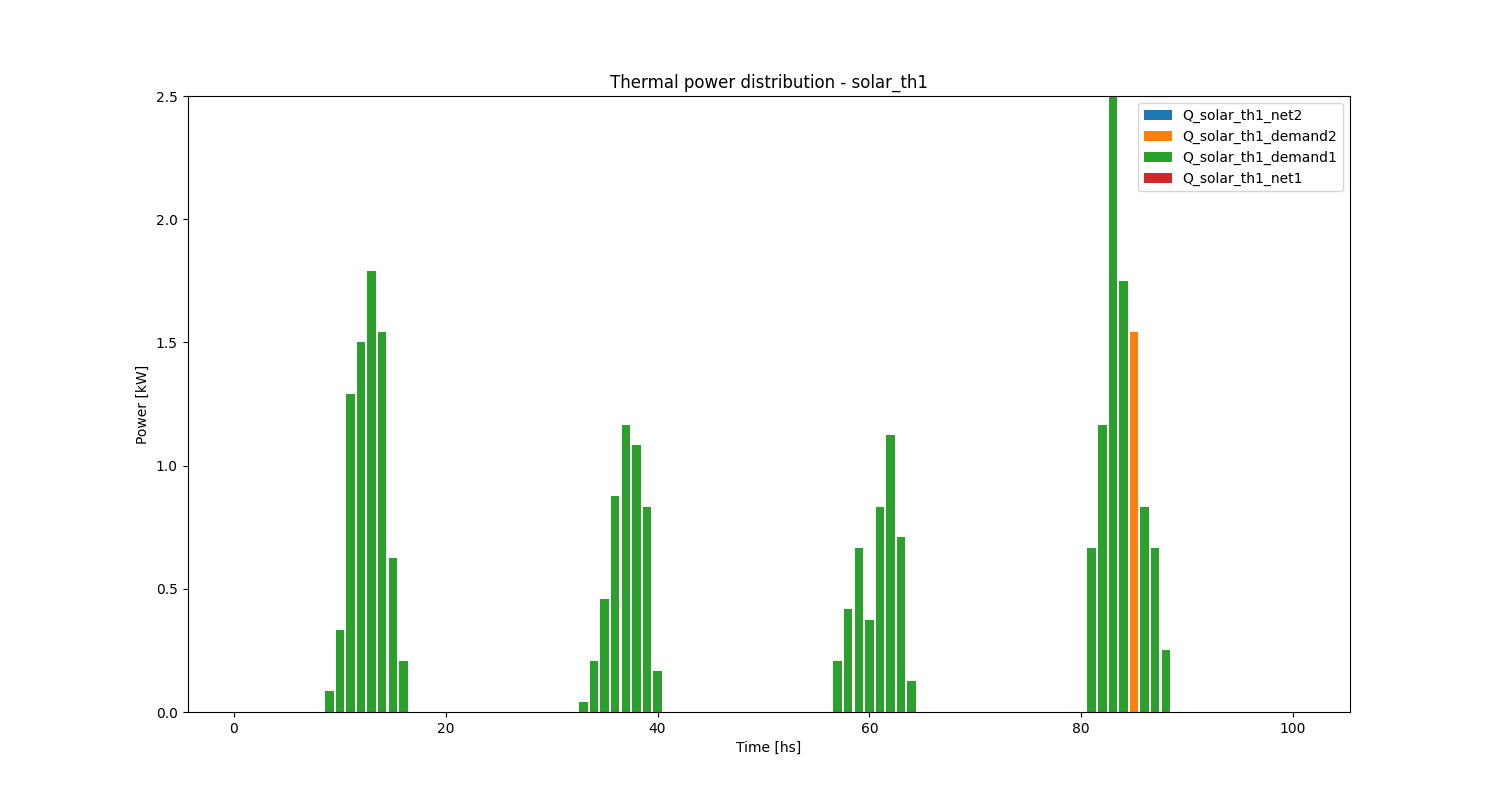 Thermal power distribution - solar_th1
2.5
2.0
1.5
1.0
0.5
0.0
Power [kW]
Q_solar_th1_net2
Q_solar_th1_demand2
Q_solar_th1_demand1
Q_solar_th1_net1
0 20 40 60 80 100
Time [hs]